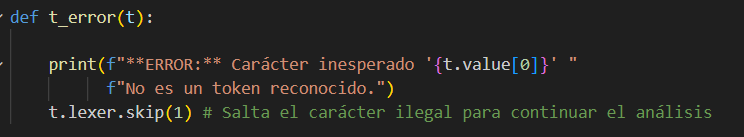 def t_error(t):
print(f"**ERROR:** Carácter inesperado '{t.value[0]}' "
f"No es un token reconocido.")
t.lexer.skip(1) # Salta el carácter ilegal para continuar el análisis